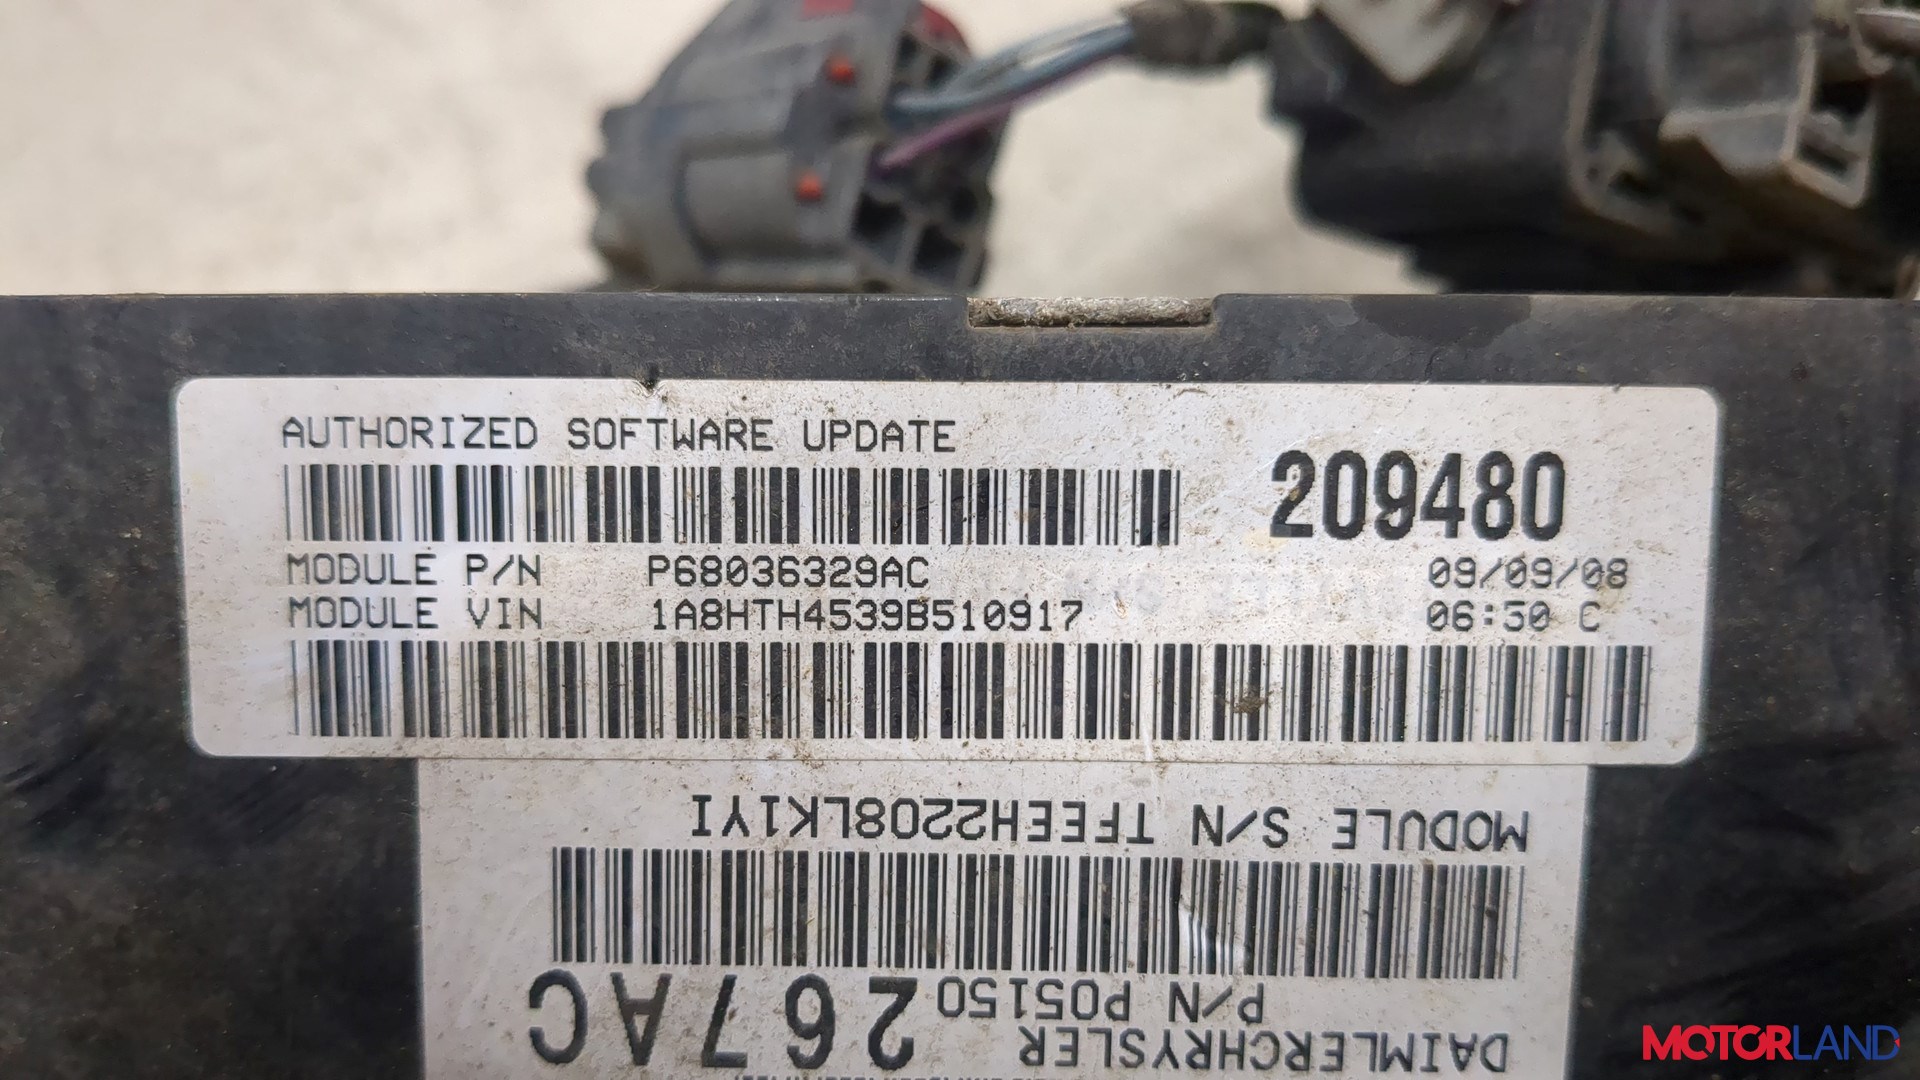 AUTHORIZED SOFTWARE UPDATE
209480
MODULE P/N P68036329AC 09/09/08
MODULE VIN 1A8HTH4539B510917 06:50 C
MODULE S/N TFEEH2208LK1YI
DAIMLERCHRYSLER
P/N P05150
267AC
MOTORLAND